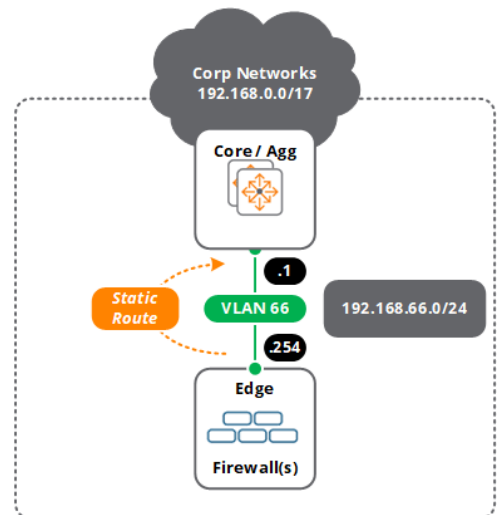 Corp Networks
192.168.0.0/17
Core / Agg
.1
Static
Route
VLAN 66
192.168.66.0/24
.254
Edge
Firewall(s)